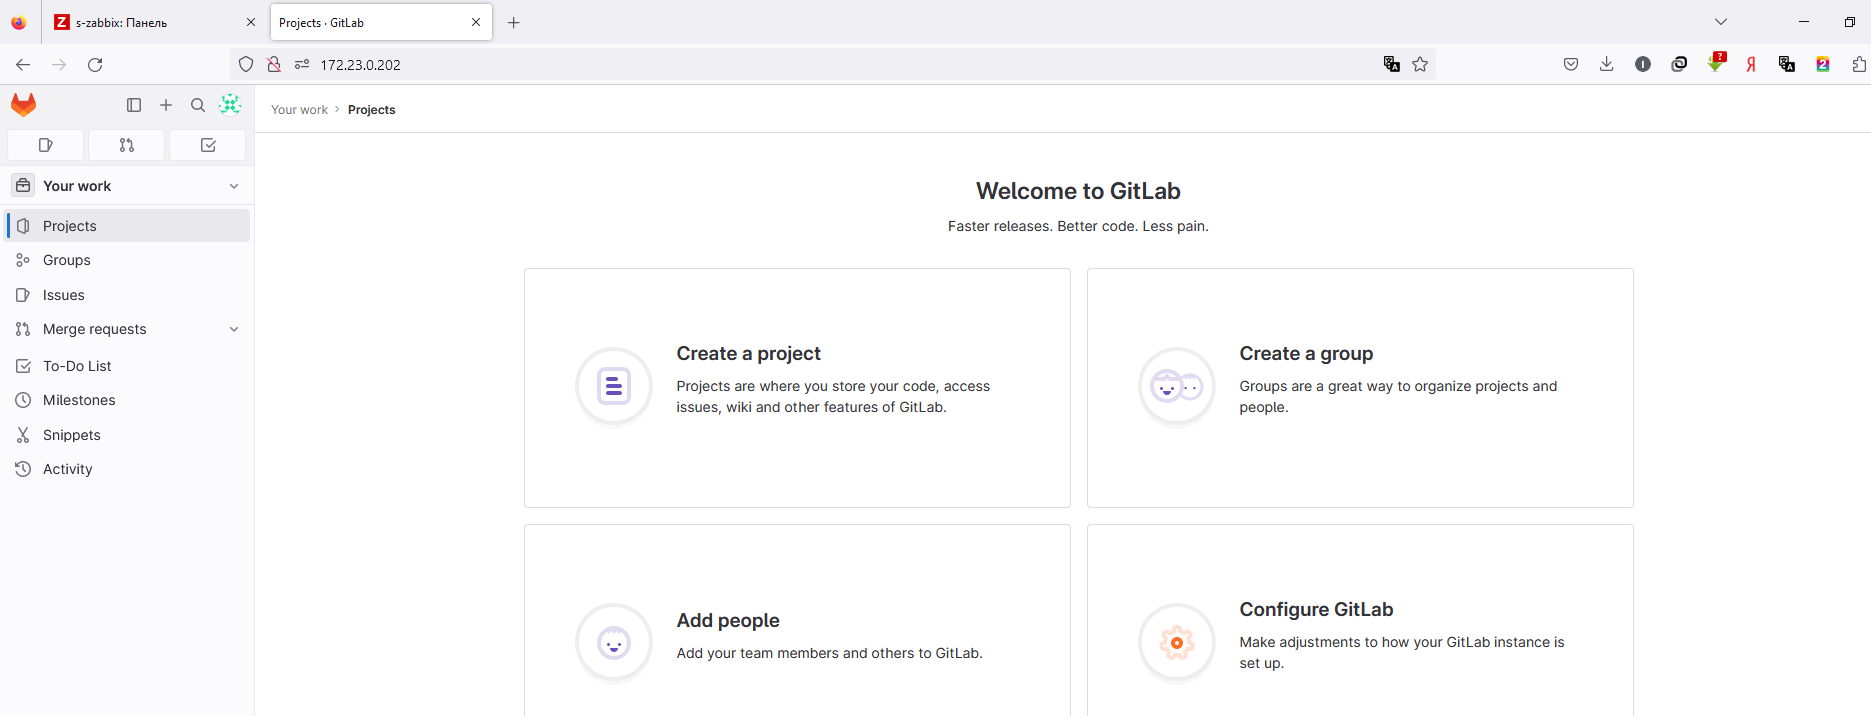 s-zabbix: Панель
Projects · GitLab
172.23.0.202
Your work › Projects
Your work
Projects
Groups
Issues
Merge requests
To-Do List
Milestones
Snippets
Activity
Welcome to GitLab
Faster releases. Better code. Less pain.
Create a project
Projects are where you store your code, access
issues, wiki and other features of GitLab.
Create a group
Groups are a great way to organize projects and
people.
Add people
Add your team members and others to GitLab.
Configure GitLab
Make adjustments to how your GitLab instance is
set up.